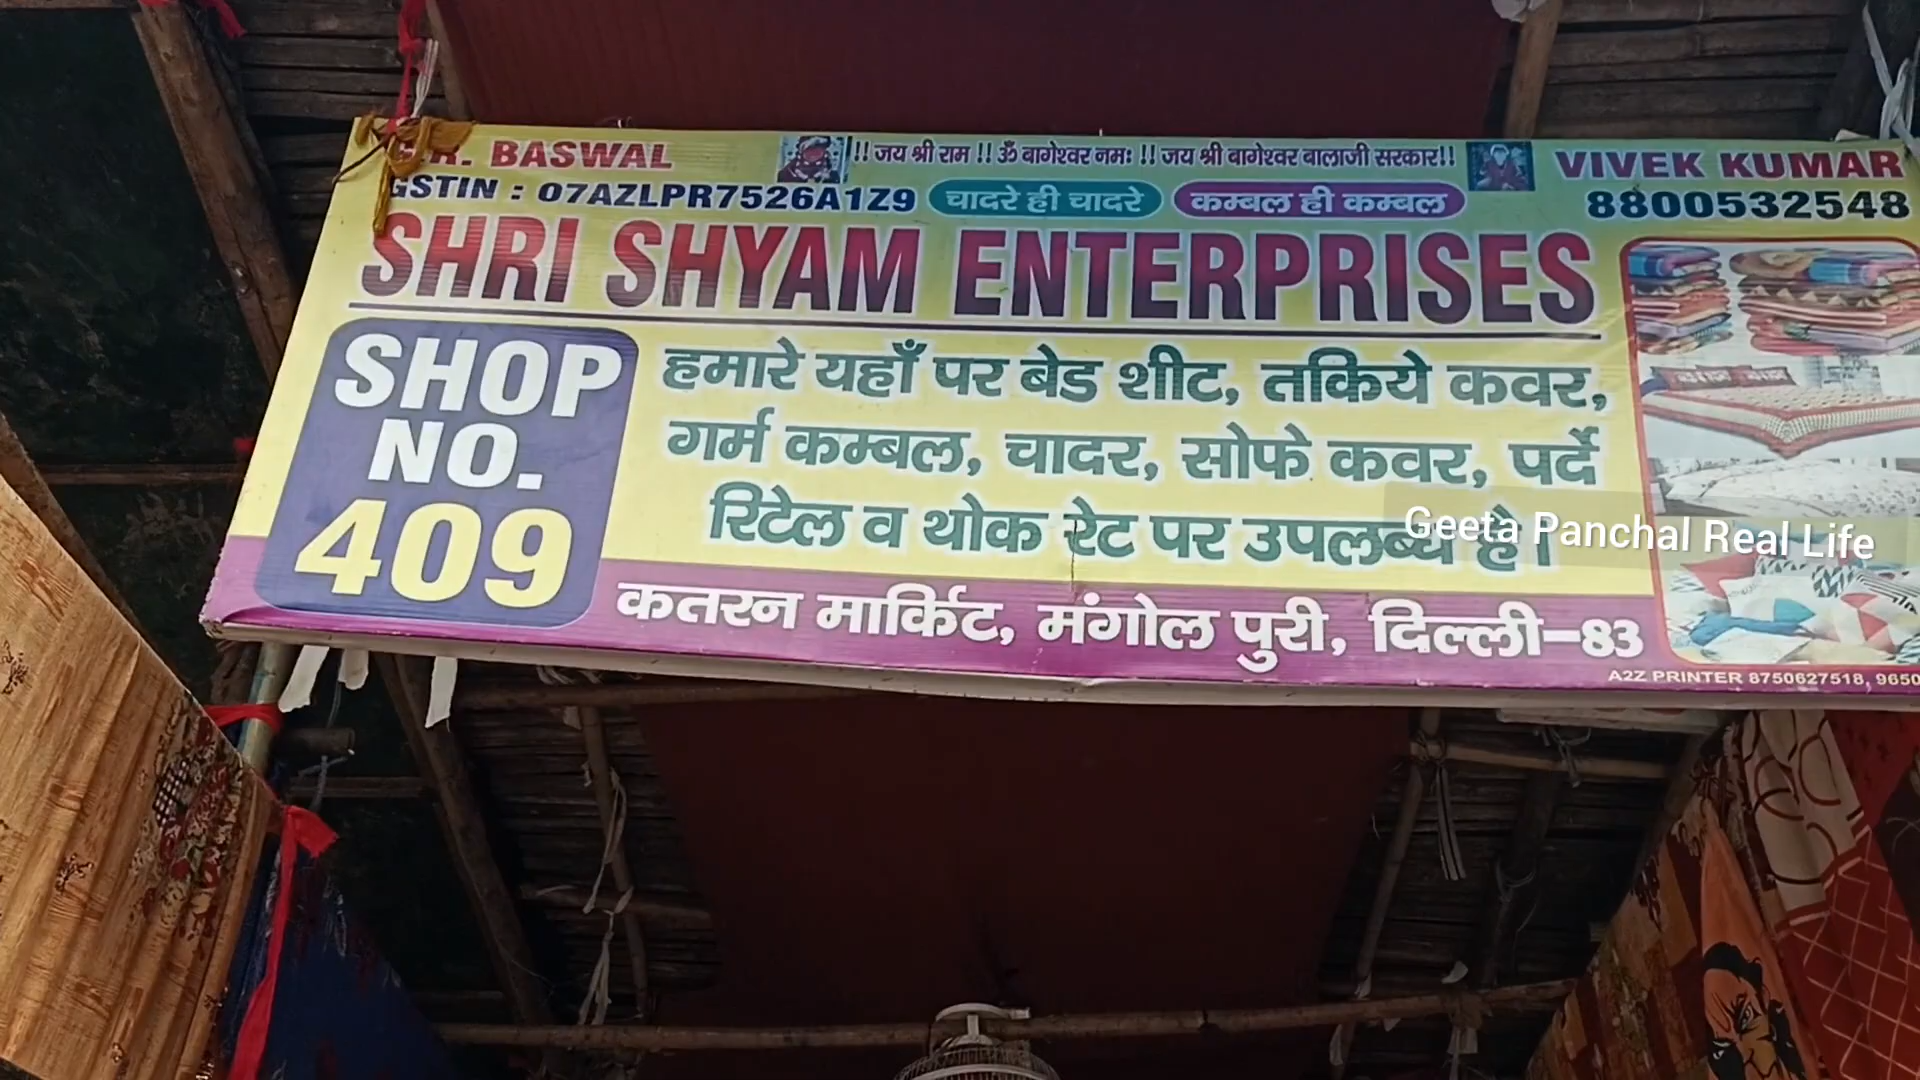 BASWAL
!! जय श्री राम !! ॐ बागेश्वर नमः !! जय श्री बागेश्वर बालाजी सरकार!!
VIVEK KUMAR
GSTIN : 07AZLPR7526A1Z9
चादरे ही चादरे
कम्बल ही कम्बल
8800532548
SHRI SHYAM ENTERPRISES
SHOP
NO.
409
हमारे यहाँ पर बेड शीट, तकिये कवर,
गर्म कम्बल, चादर, सोफे कवर, पर्दे
रिटेल व थोक रेट पर उपलब्ध है।
Geeta Panchal Real Life
कतरन मार्किट, मंगोल पुरी, दिल्ली-83
A2Z PRINTER 8750627518, 9650